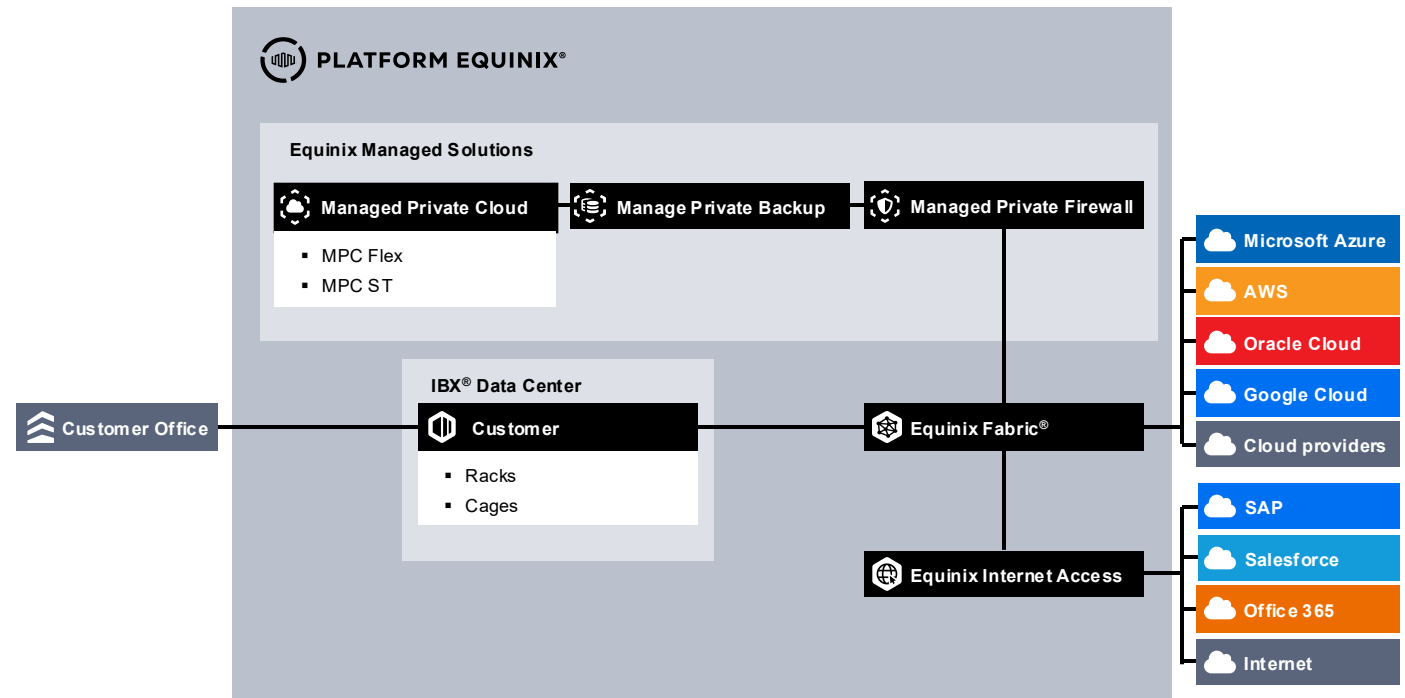 PLATFORM EQUINIX®
Equinix Managed Solutions
Managed Private Cloud
MPC Flex
MPC ST
Manage Private Backup
Managed Private Firewall
IBX® Data Center
Customer Office
Customer
Racks
Cages
Equinix Fabric®
Equinix Internet Access
Microsoft Azure
AWS
Oracle Cloud
Google Cloud
Cloud providers
SAP
Salesforce
Office 365
Internet